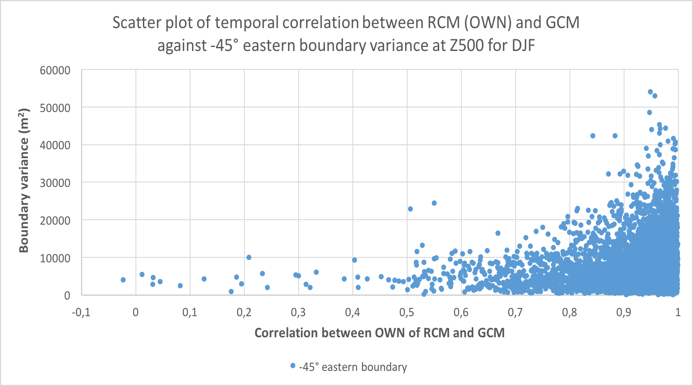 Scatter plot of temporal correlation between RCM (OWN) and GCM
against -45° eastern boundary variance at Z500 for DJF
60000
50000
40000
30000
20000
10000
0
Boundary variance (m²)
-0,1 0 0,1 0,2 0,3 0,4 0,5 0,6 0,7 0,8 0,9 1
Correlation between OWN of RCM and GCM
-45° eastern boundary